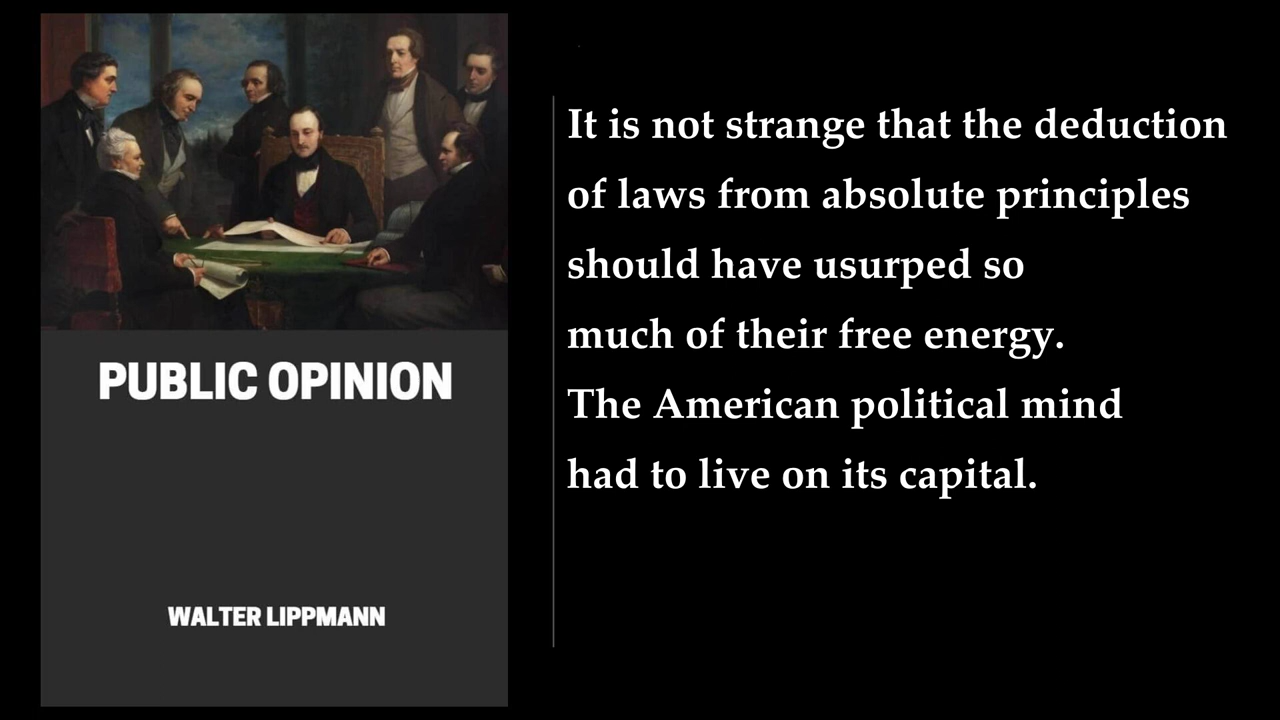 PUBLIC OPINION
WALTER LIPPMANN
It is not strange that the deduction
of laws from absolute principles
should have usurped so
much of their free energy.
The American political mind
had to live on its capital.